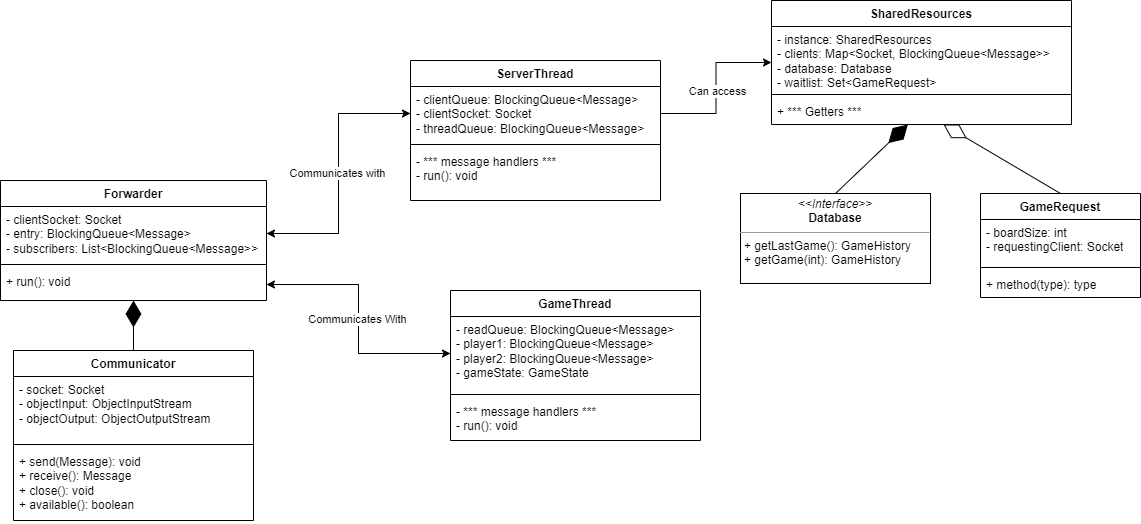 SharedResources
- instance: SharedResources
- clients: Map<Socket, BlockingQueue<Message>>
- database: Database
- waitlist: Set<GameRequest>
+ *** Getters ***
ServerThread
- clientQueue: BlockingQueue<Message>
- clientSocket: Socket
- threadQueue: BlockingQueue<Message>
- *** message handlers ***
- run(): void
Can access
Communicates with
Forwarder
- clientSocket: Socket
- entry: BlockingQueue<Message>
- subscribers: List<BlockingQueue<Message>>
+ run(): void
<<Interface>>
Database
+ getLastGame(): GameHistory
+ getGame(int): GameHistory
GameRequest
- boardSize: int
- requestingClient: Socket
+ method(type): type
Communicates With
GameThread
- readQueue: BlockingQueue<Message>
- player1: BlockingQueue<Message>
- player2: BlockingQueue<Message>
- gameState: GameState
- *** message handlers ***
- run(): void
Communicator
- socket: Socket
- objectInput: ObjectInputStream
- objectOutput: ObjectOutputStream
+ send(Message): void
+ receive(): Message
+ close(): void
+ available(): boolean